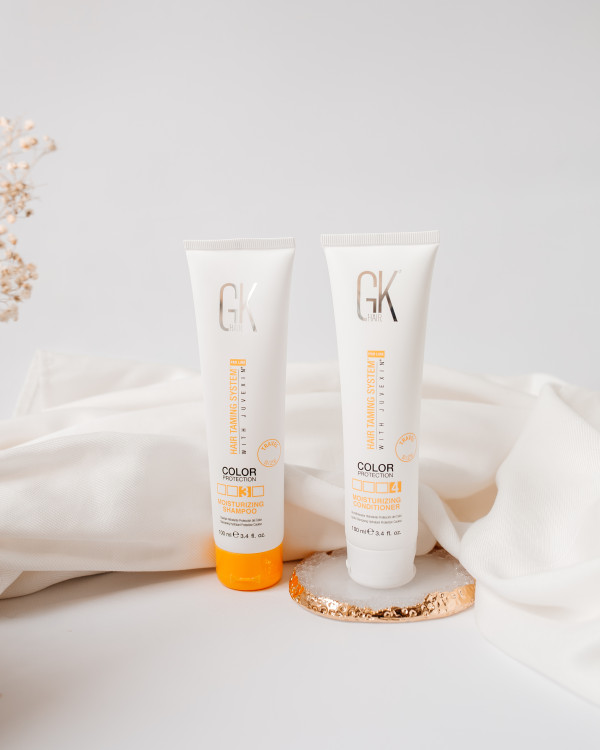 GK
HAIR
HAIR TAMING SYSTEM
WITH JUVEXIN
COLOR
PROTECTION
3
MOISTURIZING
SHAMPOO
100 ml ℮ 3.4 fl. oz.
GK
HAIR
HAIR TAMING SYSTEM
WITH JUVEXIN
COLOR
PROTECTION
4
MOISTURIZING
CONDITIONER
100 ml ℮ 3.4 fl. oz.